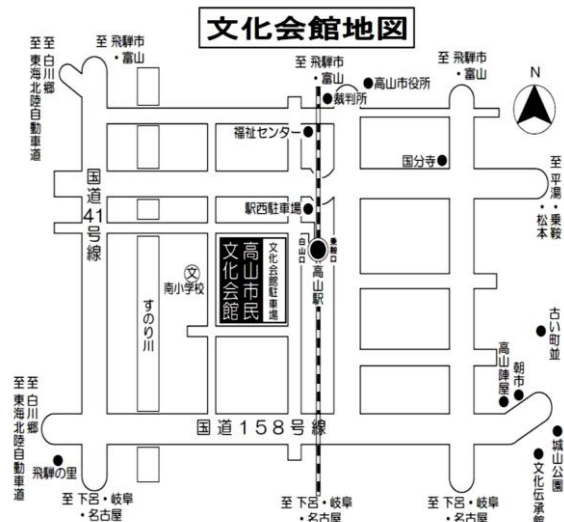 文化会館地図
至 白川郷
東海北陸自動車道
至 飛騨市
・富山
至 飛騨市
・富山
高山市役所
裁判所
至 飛騨市
・富山
N
福祉センター
国分寺
至 平湯・乗鞍
・松本
国道41号線
駅西駐車場
白山口
乗鞍口
高山駅
文化会館駐車場
高山市民
文化会館
文
南小学校
すのり川
古い町並
朝市
高山陣屋
国道158号線
至 白川郷
至 東海北陸自動車道
飛騨の里
城山公園
文化伝承館
至 下呂・岐阜
・名古屋
至 下呂・岐阜
・名古屋
至 下呂・岐阜
・名古屋